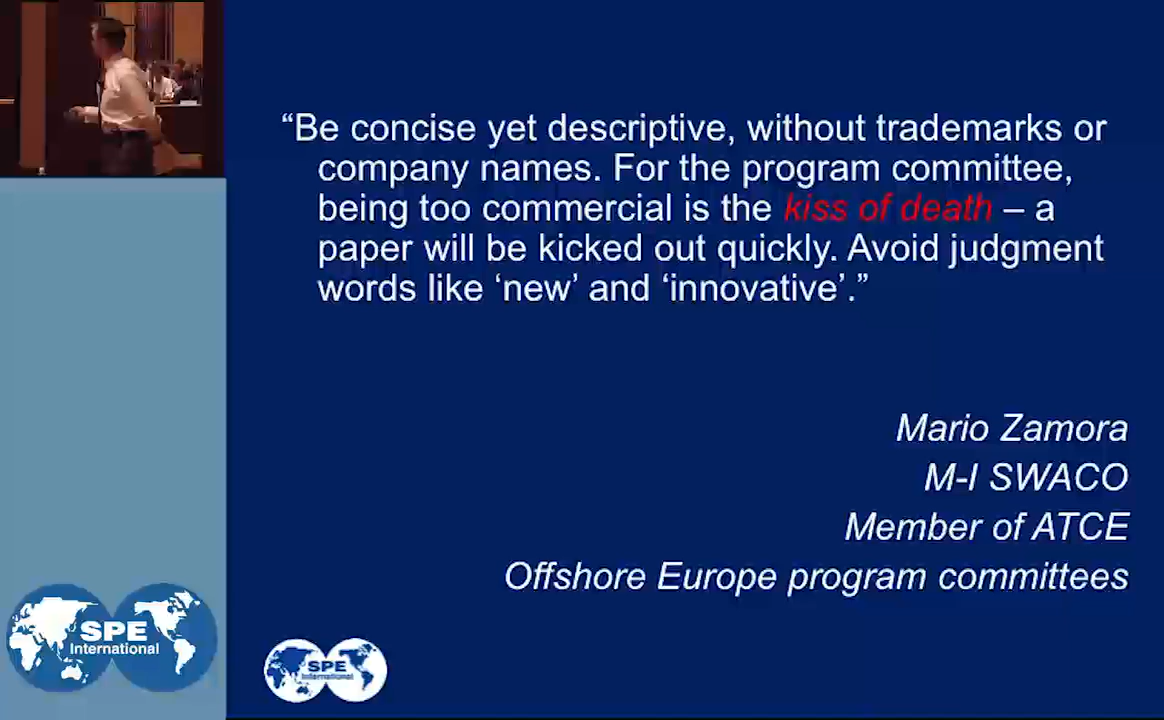 “Be concise yet descriptive, without trademarks or
company names. For the program committee,
being too commercial is the kiss of death – a
paper will be kicked out quickly. Avoid judgment
words like ‘new’ and ‘innovative’.”
Mario Zamora
M-I SWACO
Member of ATCE
Offshore Europe program committees
SPE
International
SPE
International